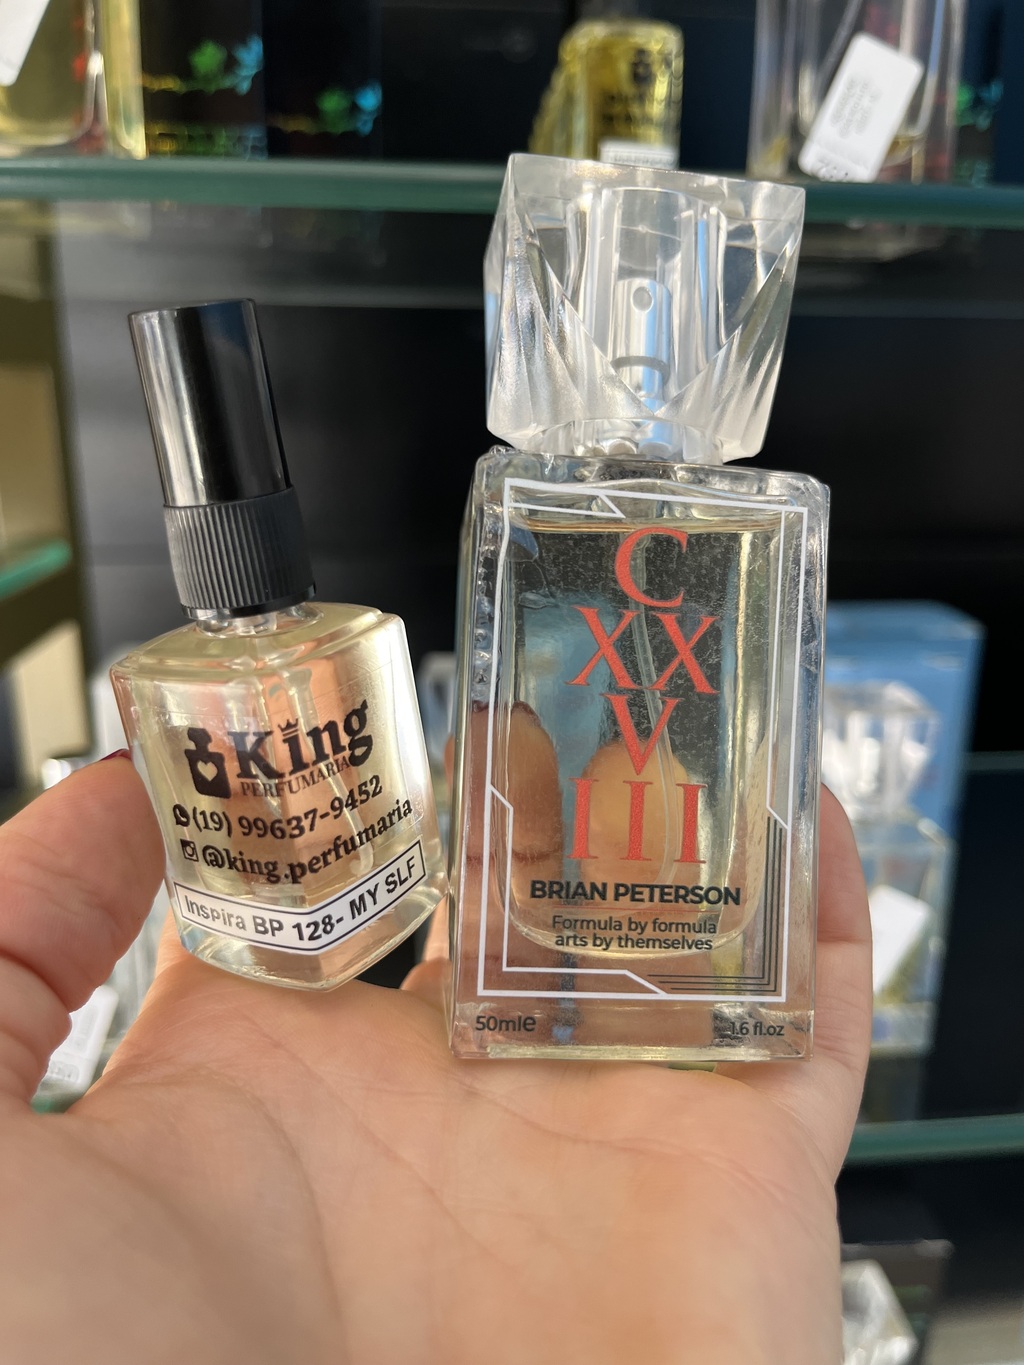 King
PERFUMARIA
(19) 99637-9452
@king.perfumaria
Inspira BP 128- MY SLF
C
XX
V
III
BRIAN PETERSON
Formula by formula
arts by themselves
50mle
1.6 fl.oz